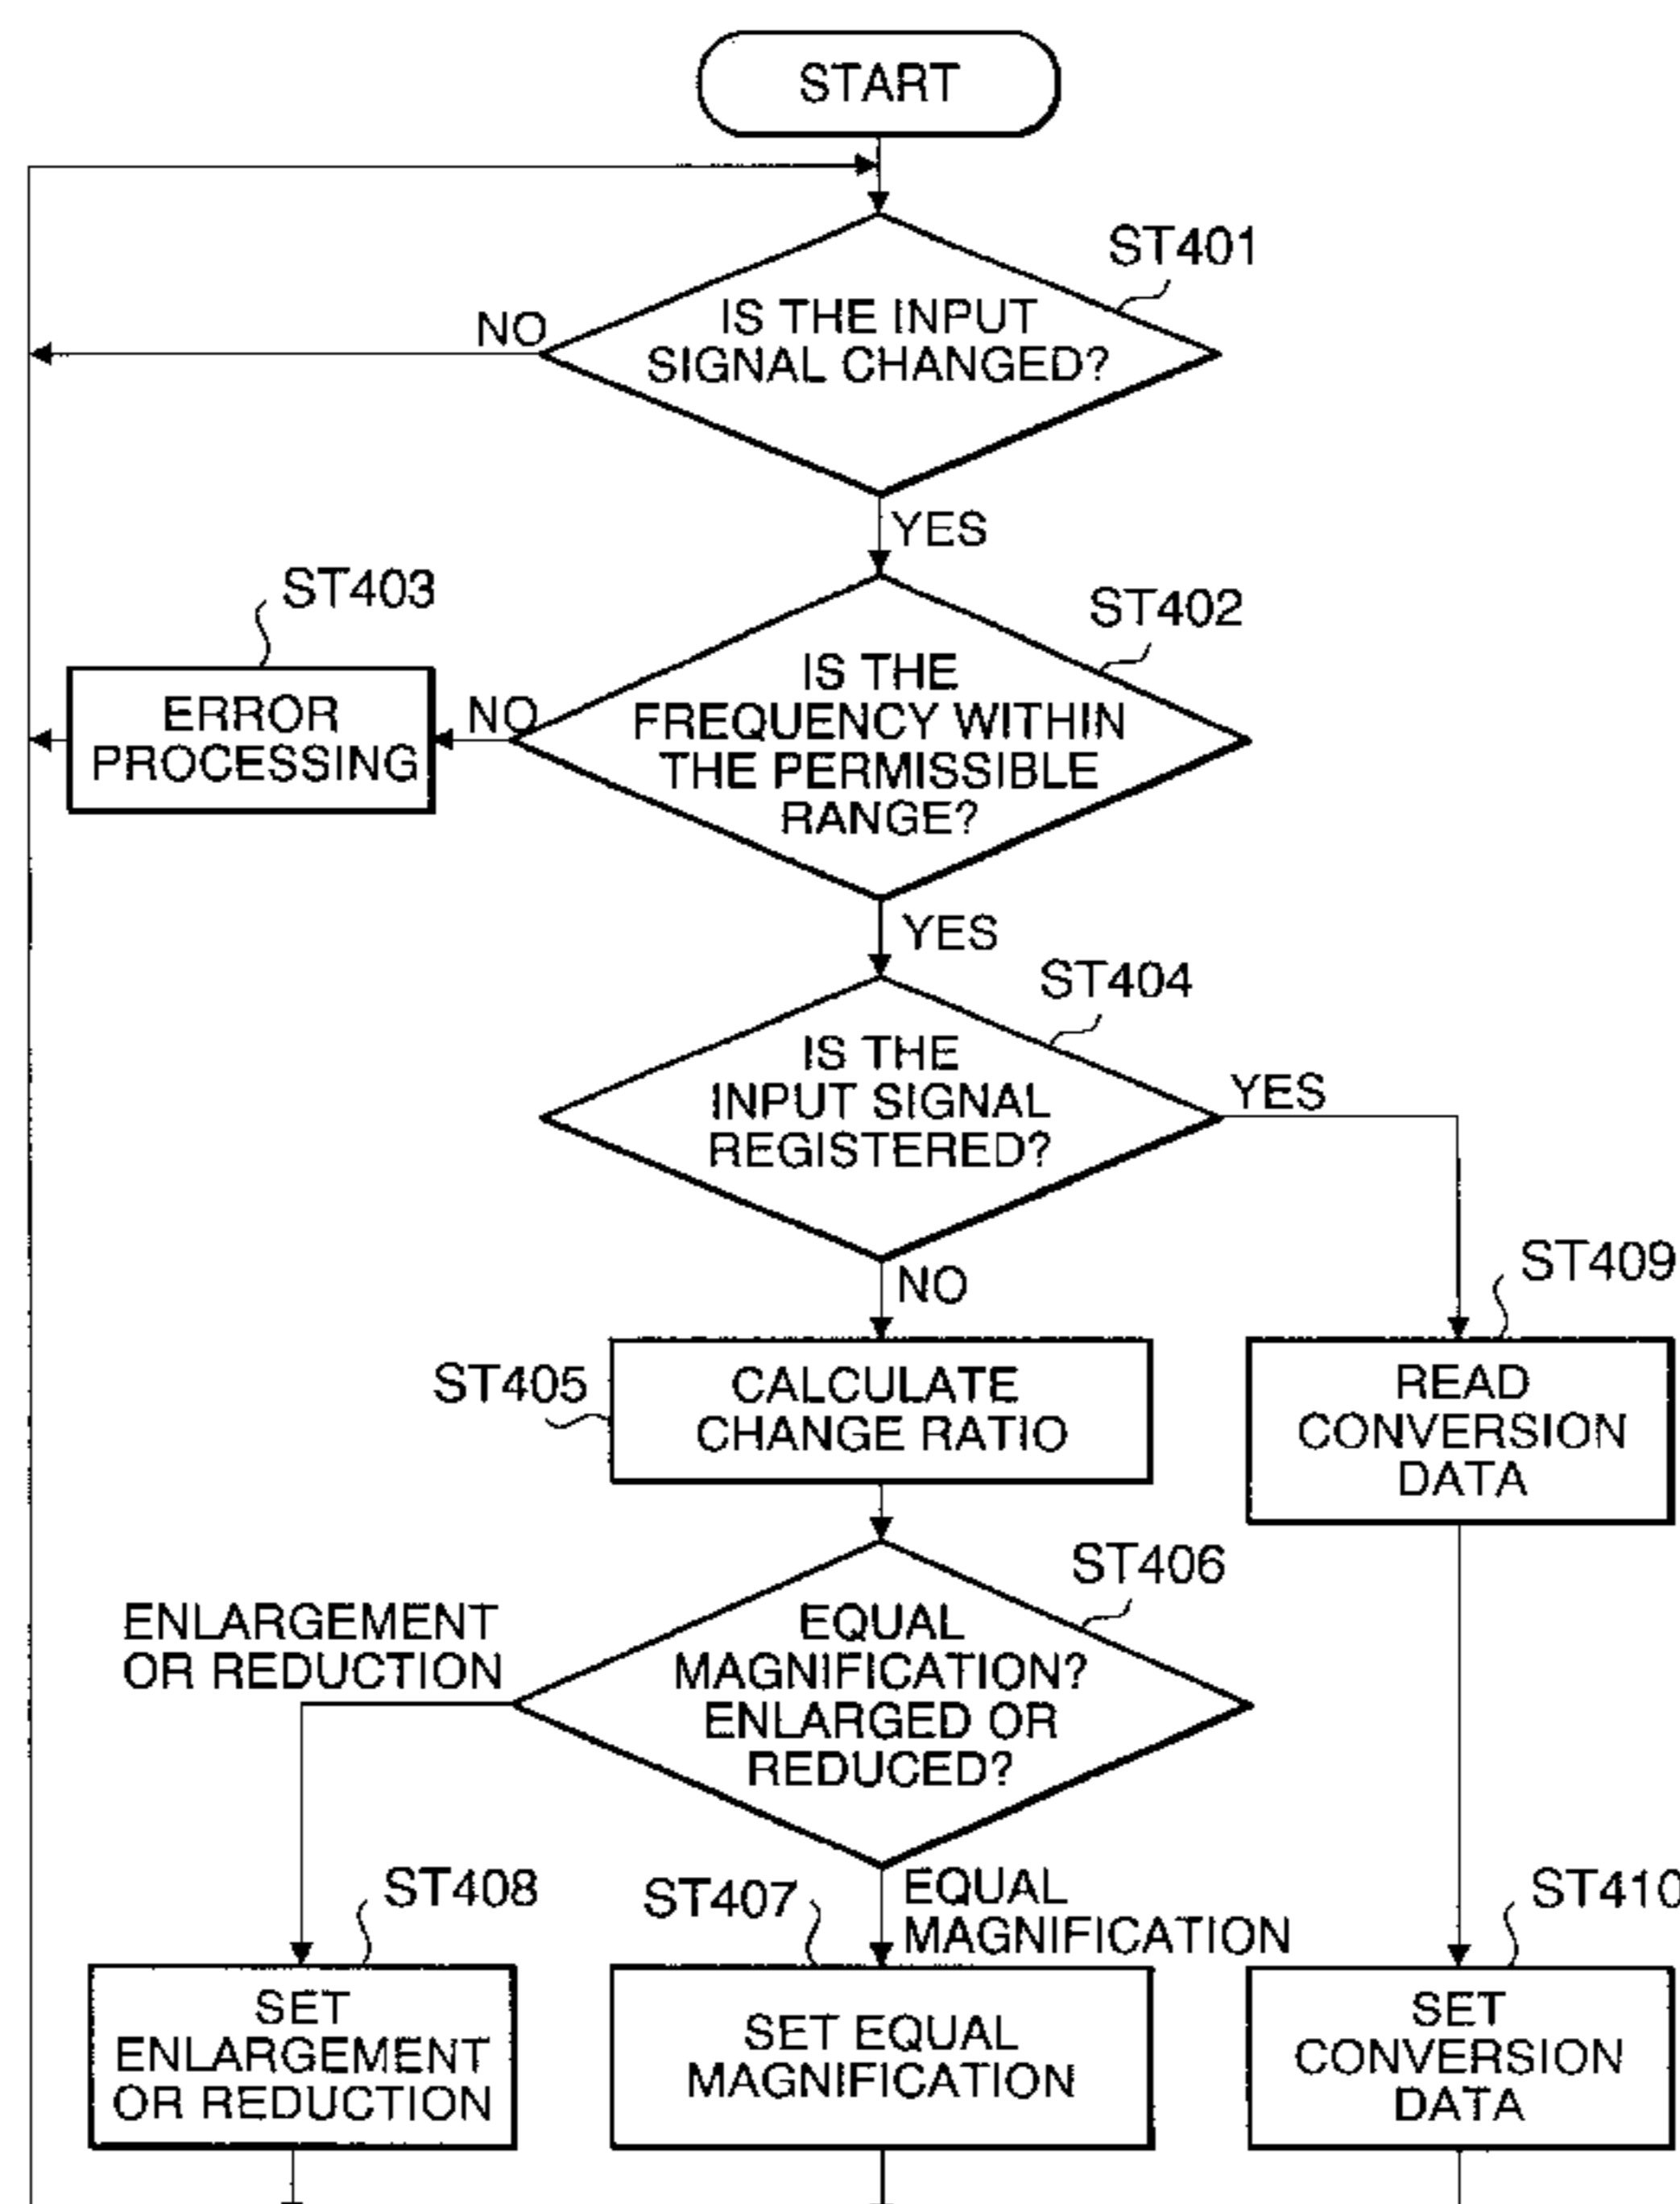 START
ST401
IS THE INPUT
SIGNAL CHANGED?
NO
YES
ST403
ST402
ERROR
PROCESSING
NO
IS THE
FREQUENCY WITHIN
THE PERMISSIBLE
RANGE?
YES
ST404
IS THE
INPUT SIGNAL
REGISTERED?
YES
NO
ST409
ST405
CALCULATE
CHANGE RATIO
READ
CONVERSION
DATA
ST406
ENLARGEMENT
OR REDUCTION
EQUAL
MAGNIFICATION?
ENLARGED OR
REDUCED?
ST408
ST407
EQUAL
MAGNIFICATION
ST410
SET
ENLARGEMENT
OR REDUCTION
SET EQUAL
MAGNIFICATION
SET
CONVERSION
DATA